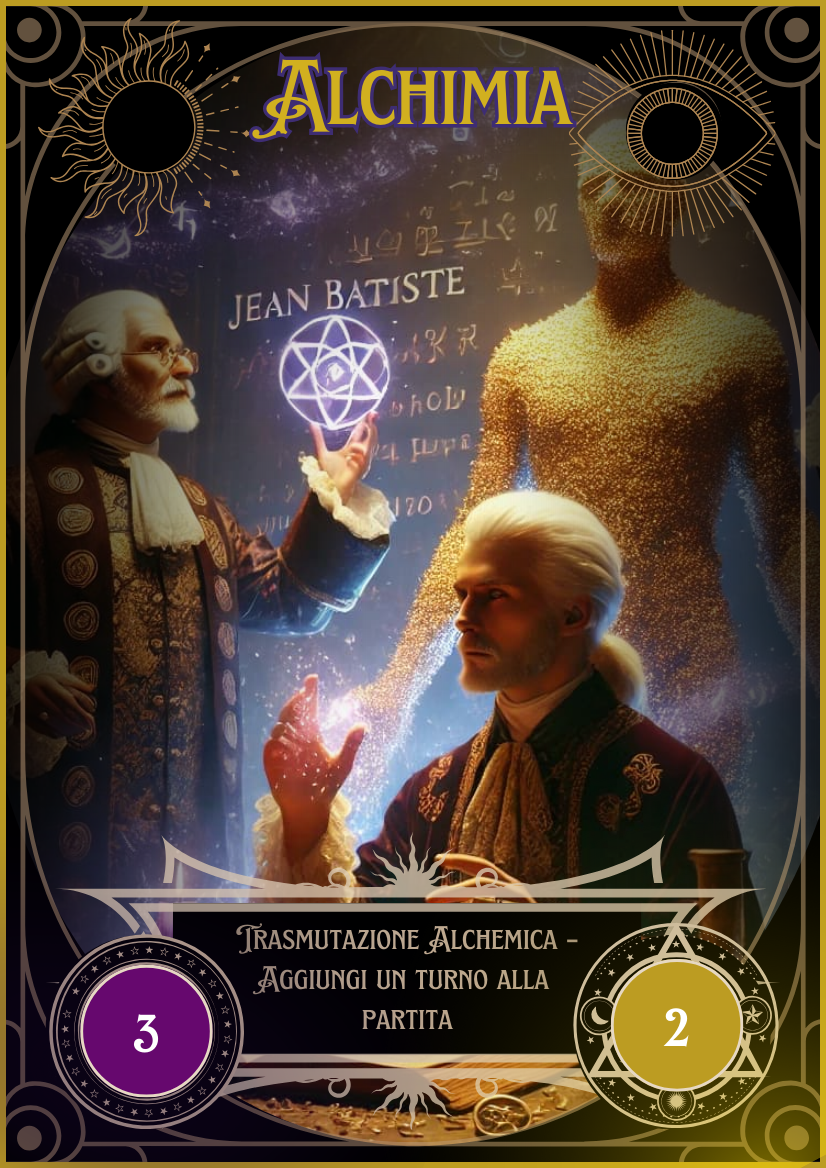 Alchimia
JEAN BATISTE
Trasmutazione Alchemica –
Aggiungi un turno alla
partita
3
2